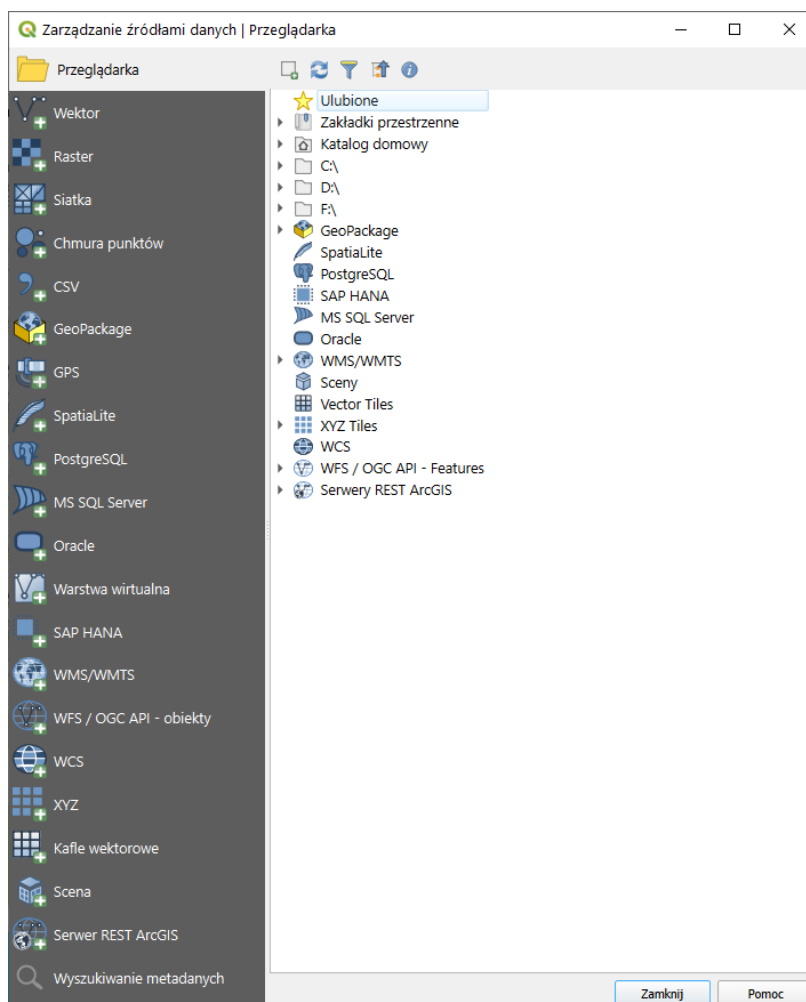 Zarządzanie źródłami danych | Przeglądarka
Przeglądarka
Wektor
Raster
Siatka
Chmura punktów
CSV
GeoPackage
GPS
SpatiaLite
PostgreSQL
MS SQL Server
Oracle
Warstwa wirtualna
SAP HANA
WMS/WMTS
WFS / OGC API - obiekty
WCS
XYZ
Kafle wektorowe
Scena
Serwer REST ArcGIS
Wyszukiwanie metadanych
Ulubione
Zakładki przestrzenne
Katalog domowy
C:\
D:\
F:\
GeoPackage
SpatiaLite
PostgreSQL
SAP HANA
MS SQL Server
Oracle
WMS/WMTS
Sceny
Vector Tiles
XYZ Tiles
WCS
WFS / OGC API - Features
Serwery REST ArcGIS
Zamknij
Pomoc